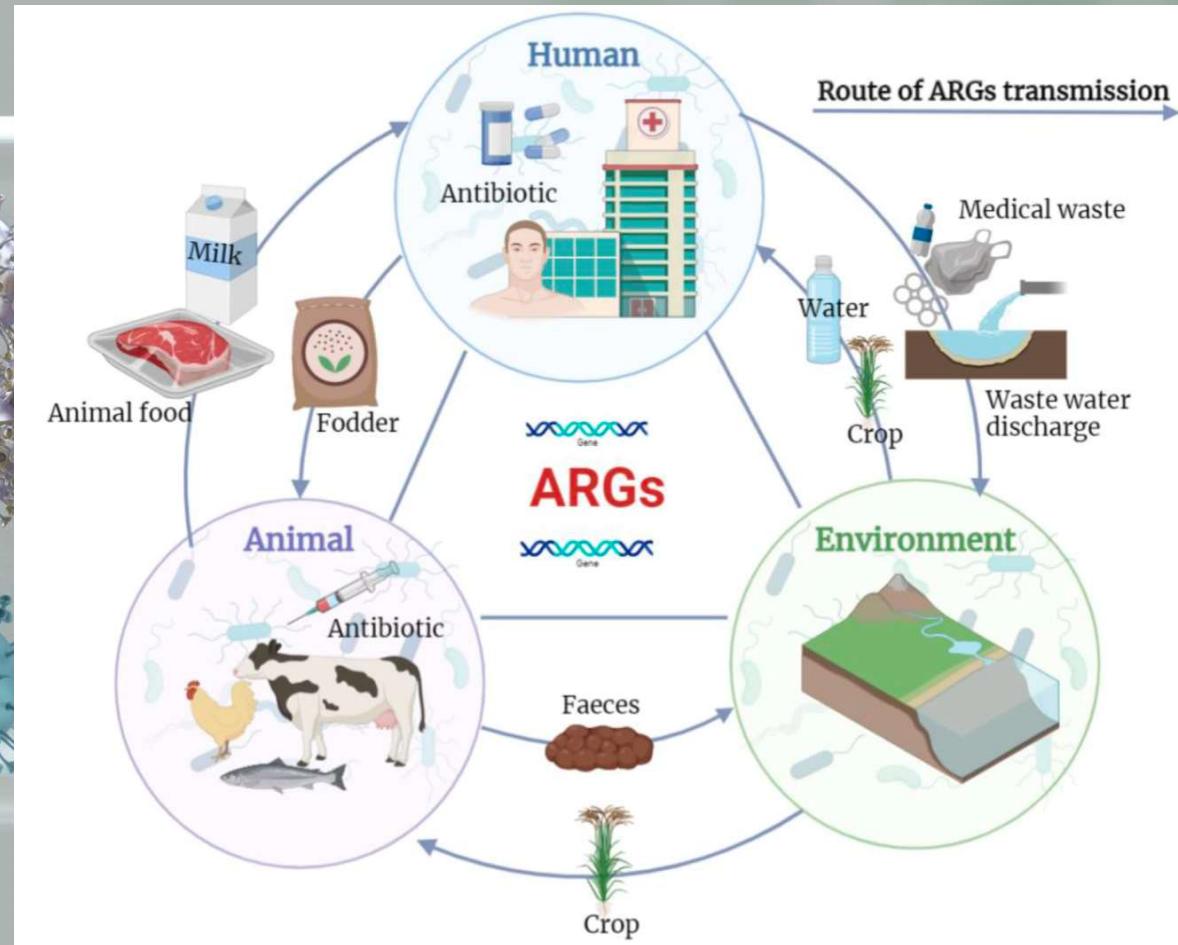 Human
Route of ARGs transmission
Antibiotic
Medical waste
Milk
Water
Animal food
Fodder
Crop
Waste water
discharge
Gene
ARGs
Gene
Animal
Environment
Antibiotic
Faeces
Crop